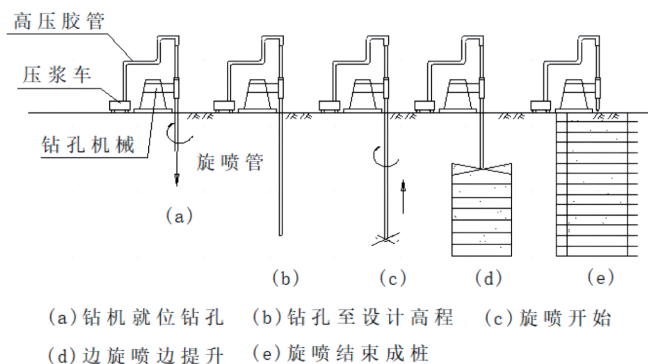 高压胶管
压浆车
钻孔机械
旋喷管
(a)
(b)
(c)
(d)
(e)
(a)钻机就位钻孔 (b)钻孔至设计高程 (c)旋喷开始
(d)边旋喷边提升 (e)旋喷结束成桩